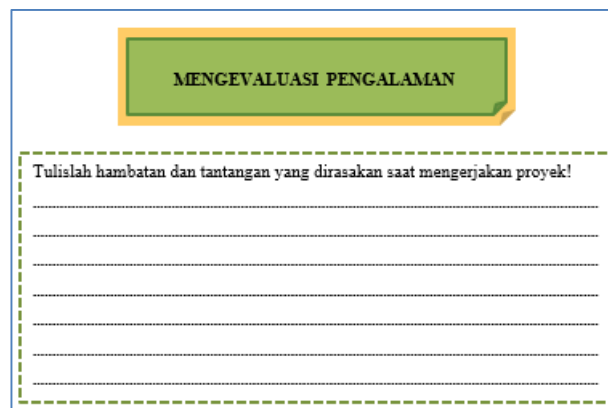 MENGEVALUASI PENGALAMAN
Tulislah hambatan dan tantangan yang dirasakan saat mengerjakan proyek!